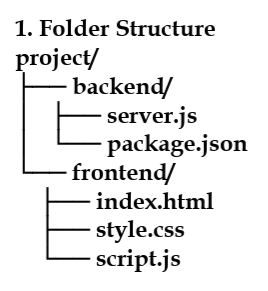 1. Folder Structure
project/
├── backend/
│   ├── server.js
│   └── package.json
└── frontend/
    ├── index.html
    ├── style.css
    └── script.js